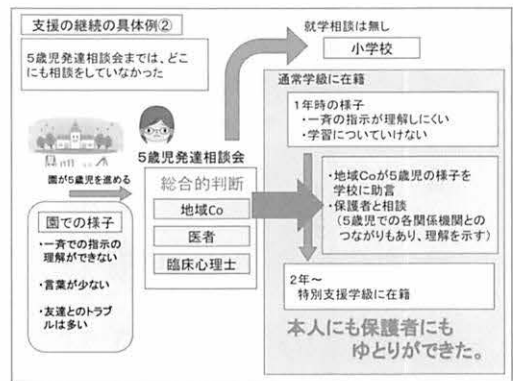 支援の継続の具体例②
5歳児発達相談会までは、どこ
にも相談をしていなかった
就学相談は無し
小学校
通常学級に在籍
1年時の様子
・一斉の指示が理解しにくい
・学習についていけない
5歳児発達相談会
園が5歳児を進める
総合的判断
地域Co
医者
臨床心理士
園での様子
・一斉での指示の
理解ができない
・言葉が少ない
・友達とのトラブ
ルは多い
・地域Coが5歳児の様子を
学校に助言
・保護者と相談
(5歳児での各関係機関との
つながりもあり、理解を示す)
2年~
特別支援学級に在籍
本人にも保護者にも
ゆとりができた。